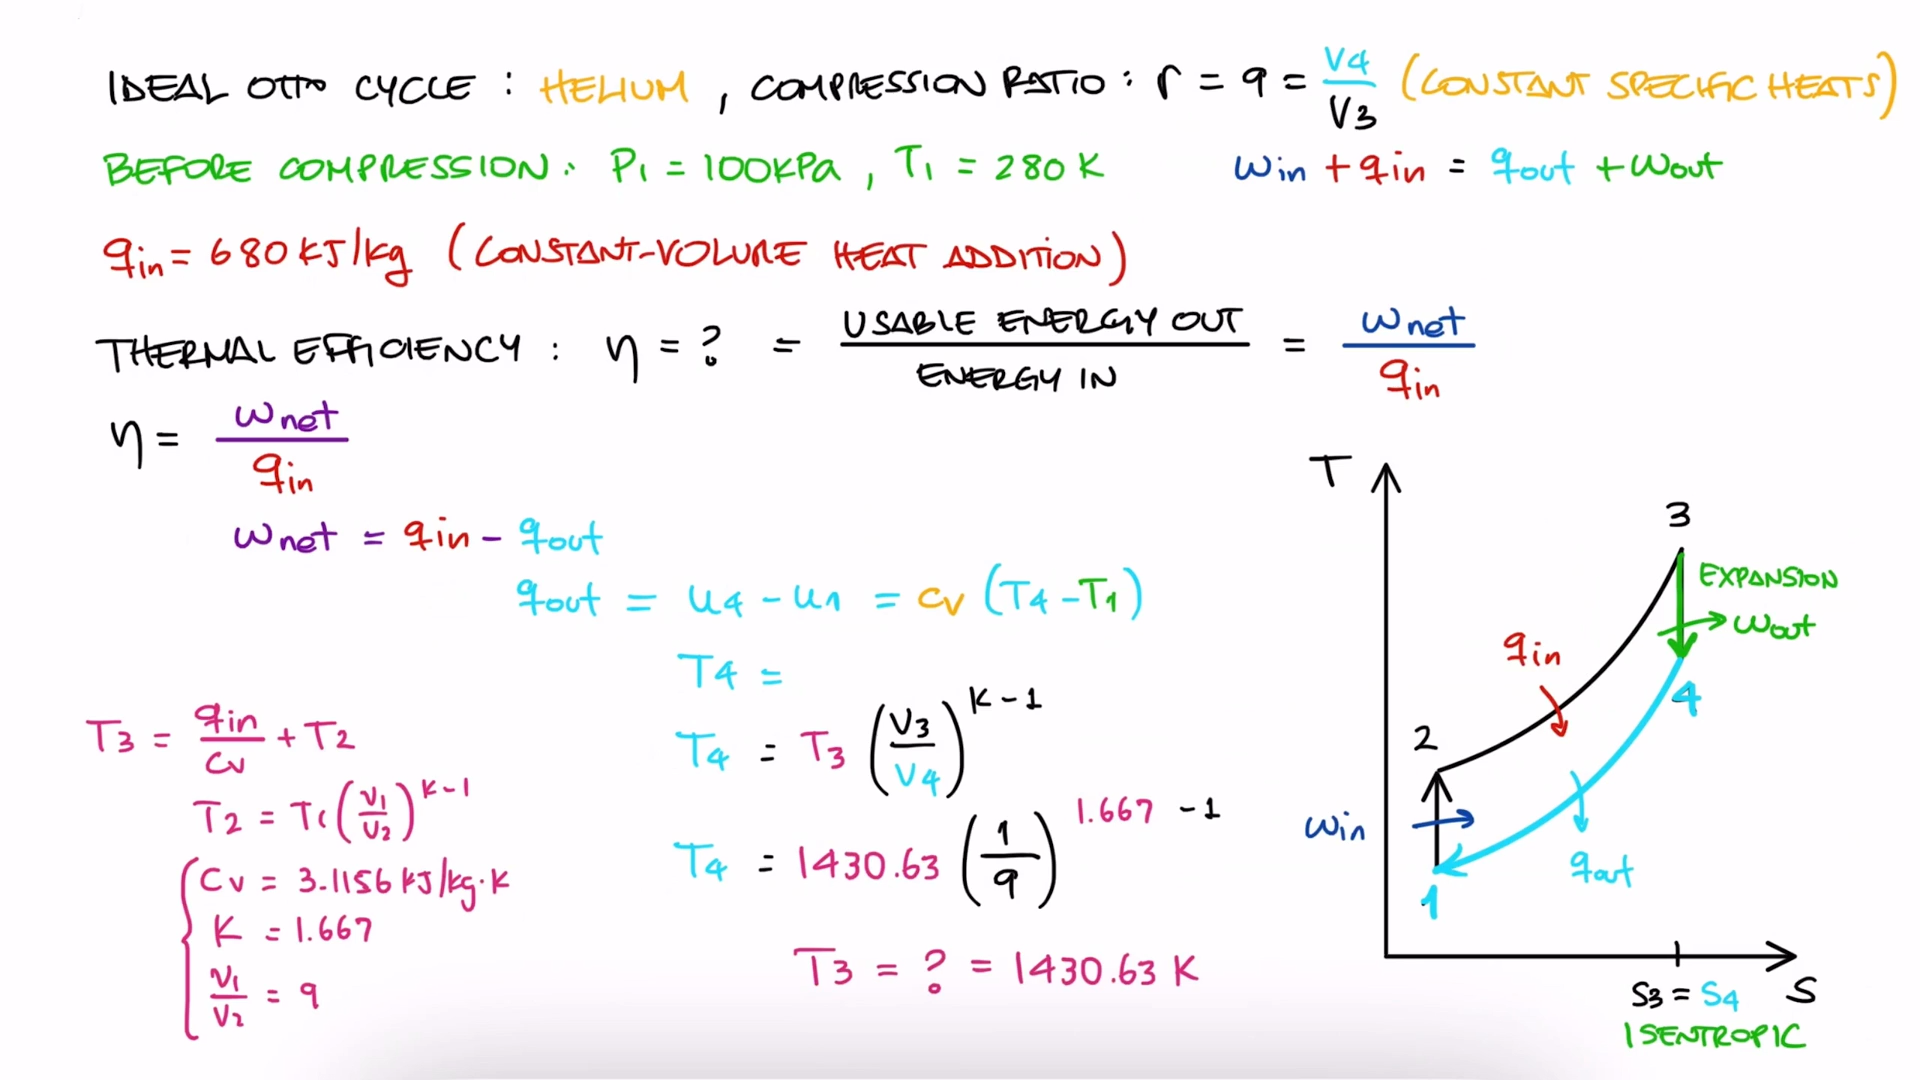 IDEAL OTTO CYCLE : HELIUM , COMPRESSION RATIO : r = 9 = V4/V3 (CONSTANT SPECIFIC HEATS)
BEFORE COMPRESSION : P1 = 100kPa , T1 = 280 K
win + qin = qout + wout
qin = 680 kJ/kg (CONSTANT-VOLUME HEAT ADDITION)
THERMAL EFFICIENCY : η = ? = USABLE ENERGY OUT / ENERGY IN = wnet / qin
η = wnet / qin
wnet = qin - qout
qout = u4 - u1 = cv (T4 - T1)
T4 =
T4 = T3 (V3/V4)^K-1
T4 = 1430.63 (1/9)^1.667 - 1
T3 = ? = 1430.63 K
T3 = qin/cv + T2
T2 = T1 (V1/V2)^K-1
Cv = 3.1156 kJ/kg·K
K = 1.667
V1/V2 = 9
T
3
EXPANSION
wout
qin
4
2
win
qout
1
S3 = S4
S
ISENTROPIC